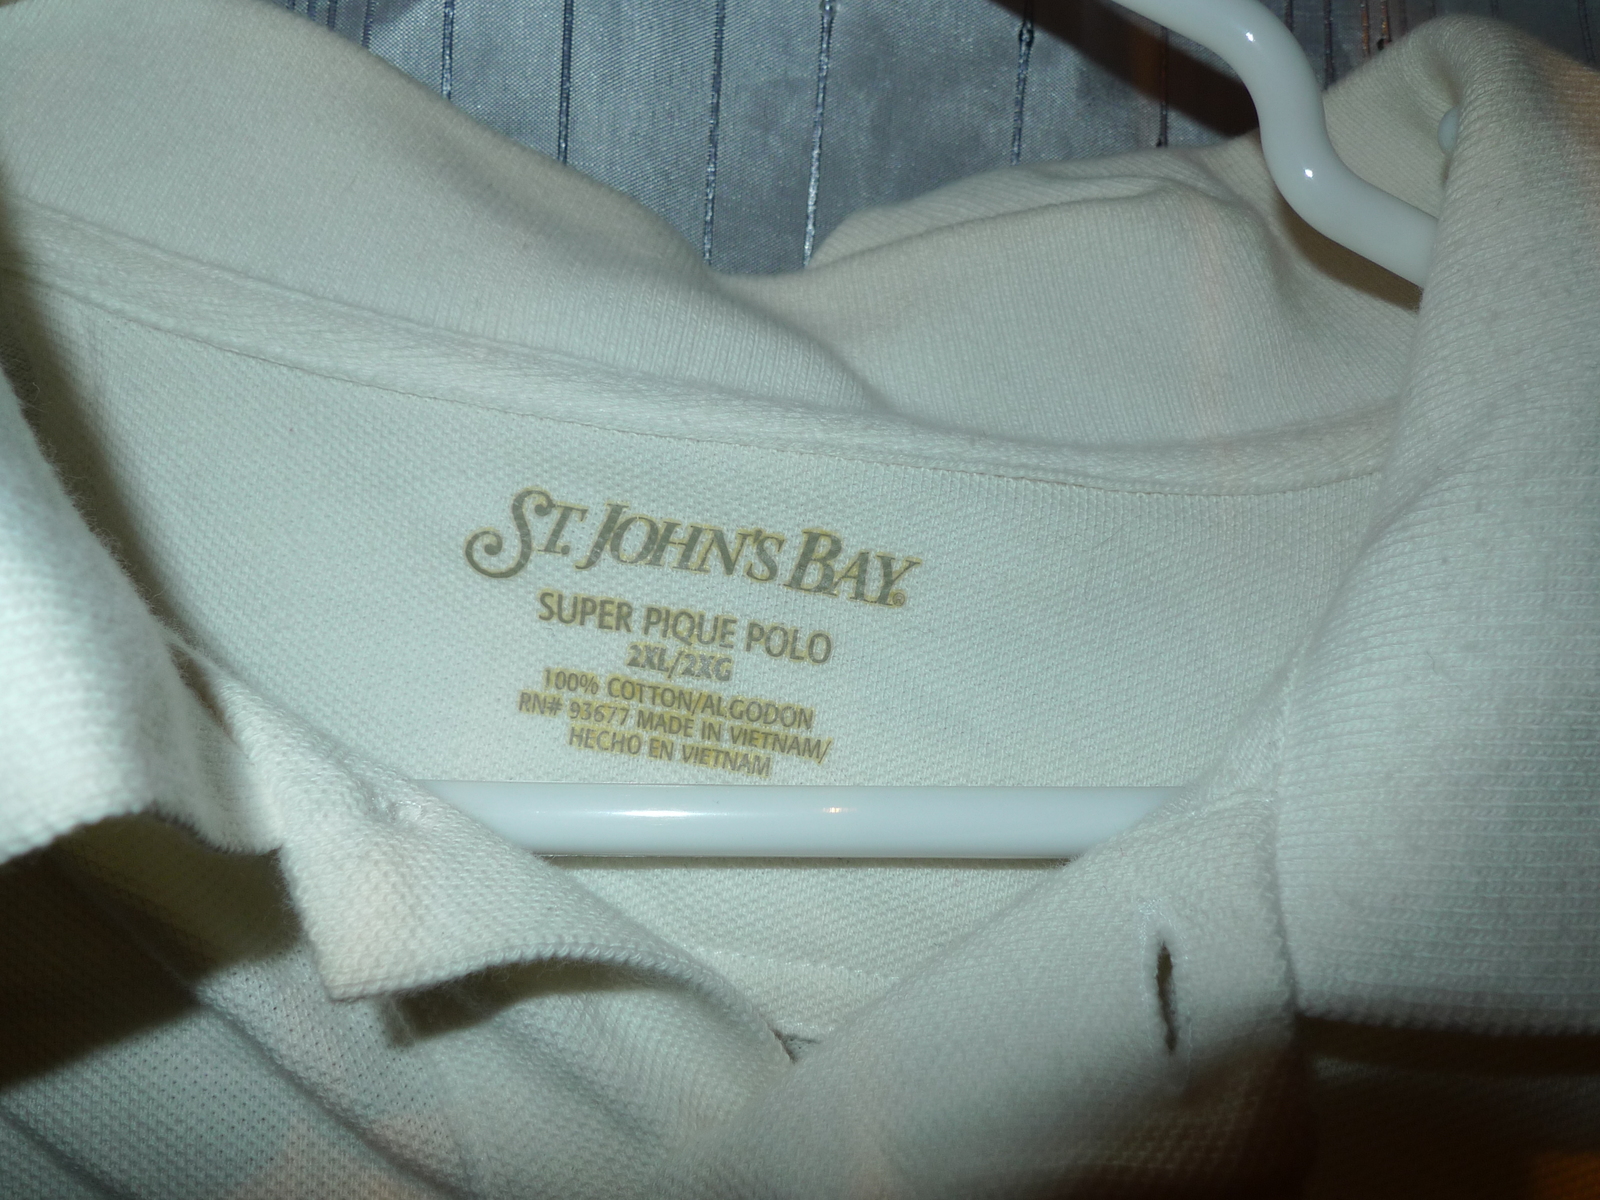 ST. JOHN'S BAY®
SUPER PIQUE POLO
2XL/2XG
100% COTTON/ALGODON
RN# 93677 MADE IN VIETNAM/
HECHO EN VIETNAM